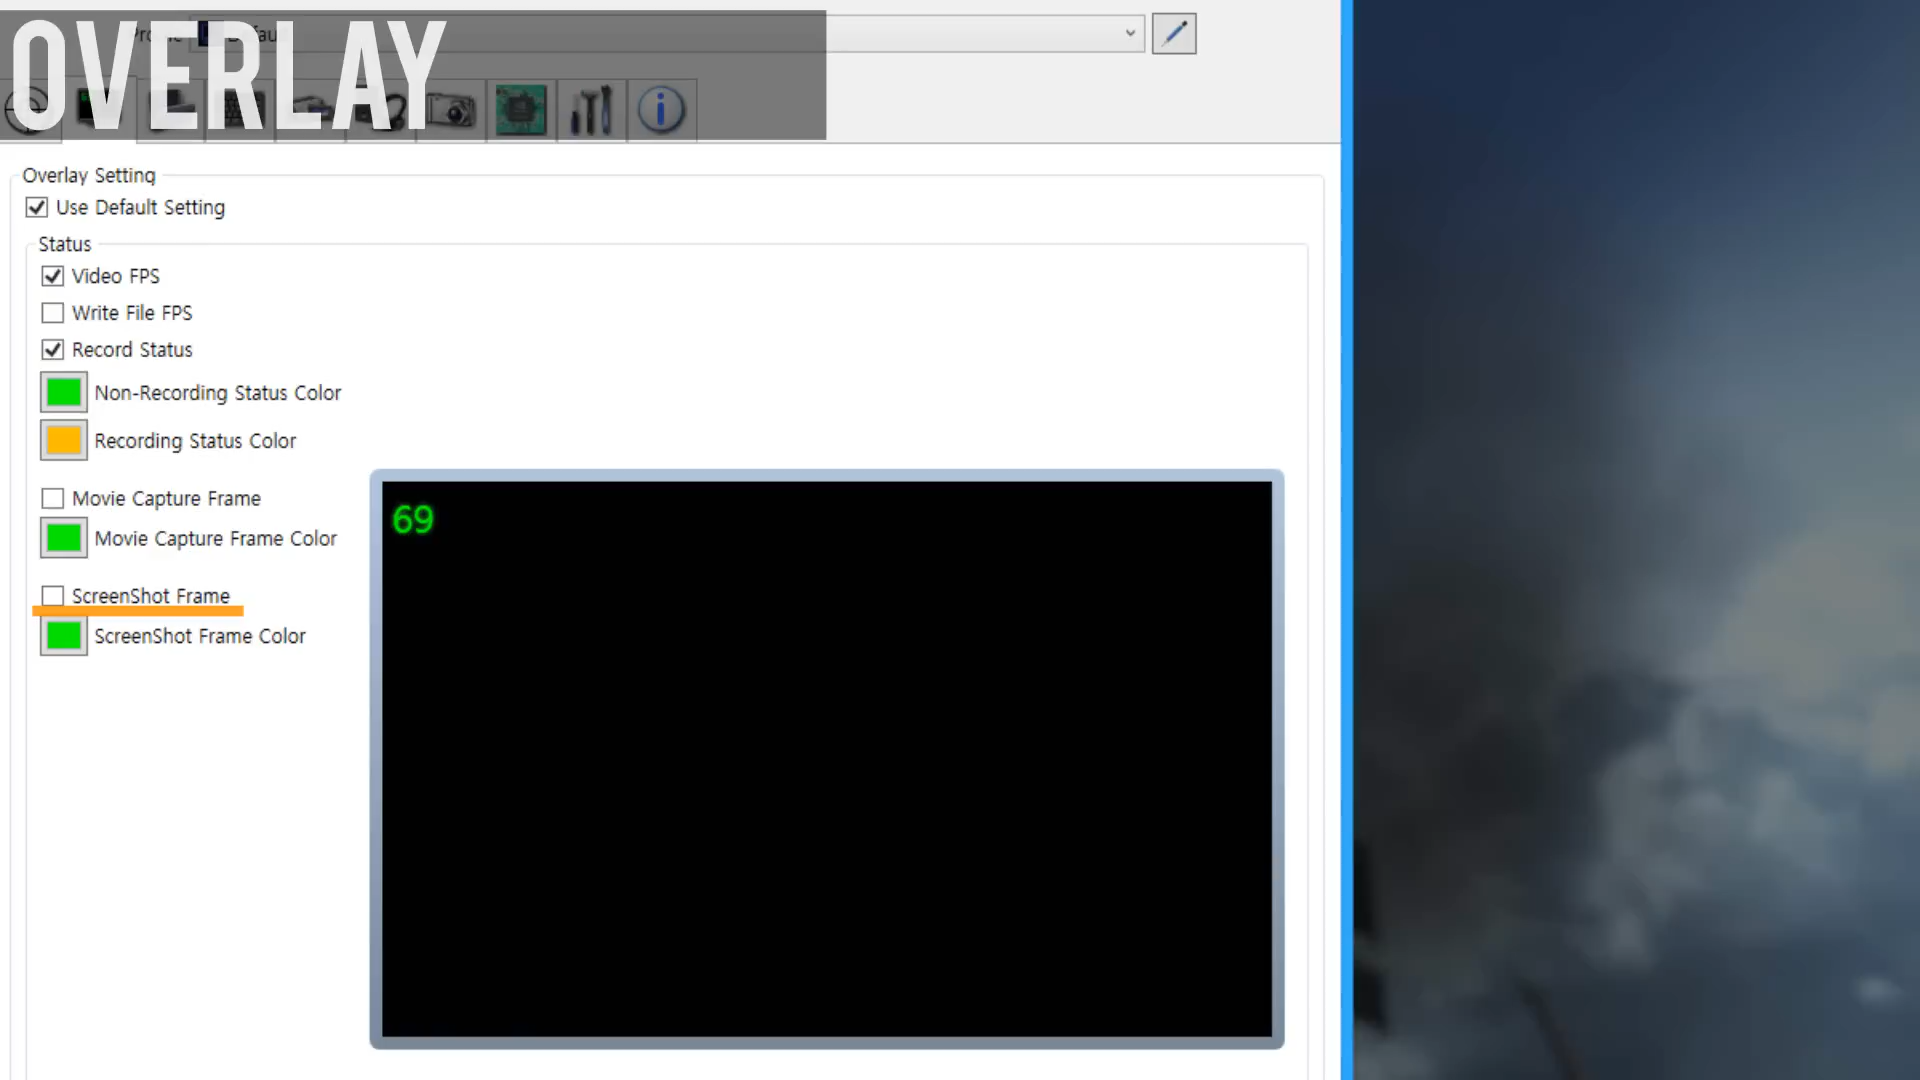 OVERLAY
Overlay Setting
Use Default Setting
Status
Video FPS
Write File FPS
Record Status
Non-Recording Status Color
Recording Status Color
Movie Capture Frame
Movie Capture Frame Color
ScreenShot Frame
ScreenShot Frame Color
69